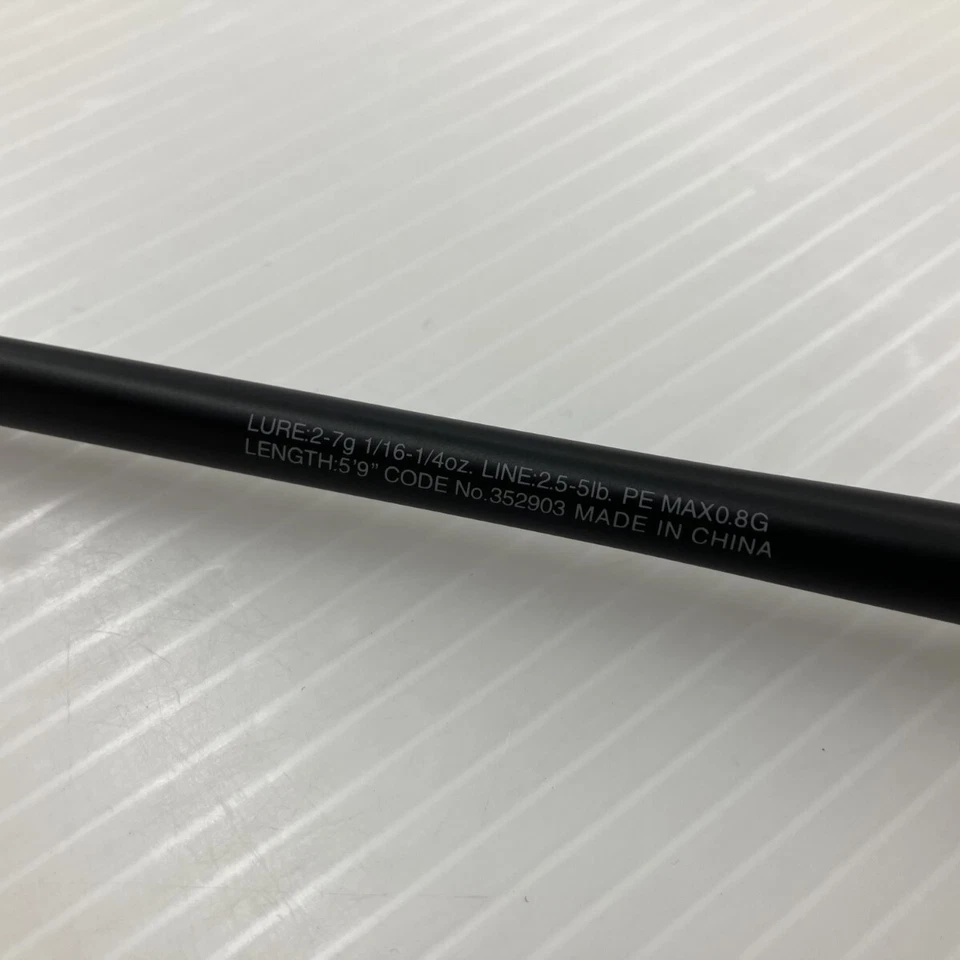 LURE:2-7g 1/16-1/4oz. LINE:2.5-5lb. PE MAX0.8G
LENGTH:5'9" CODE No.352903 MADE IN CHINA